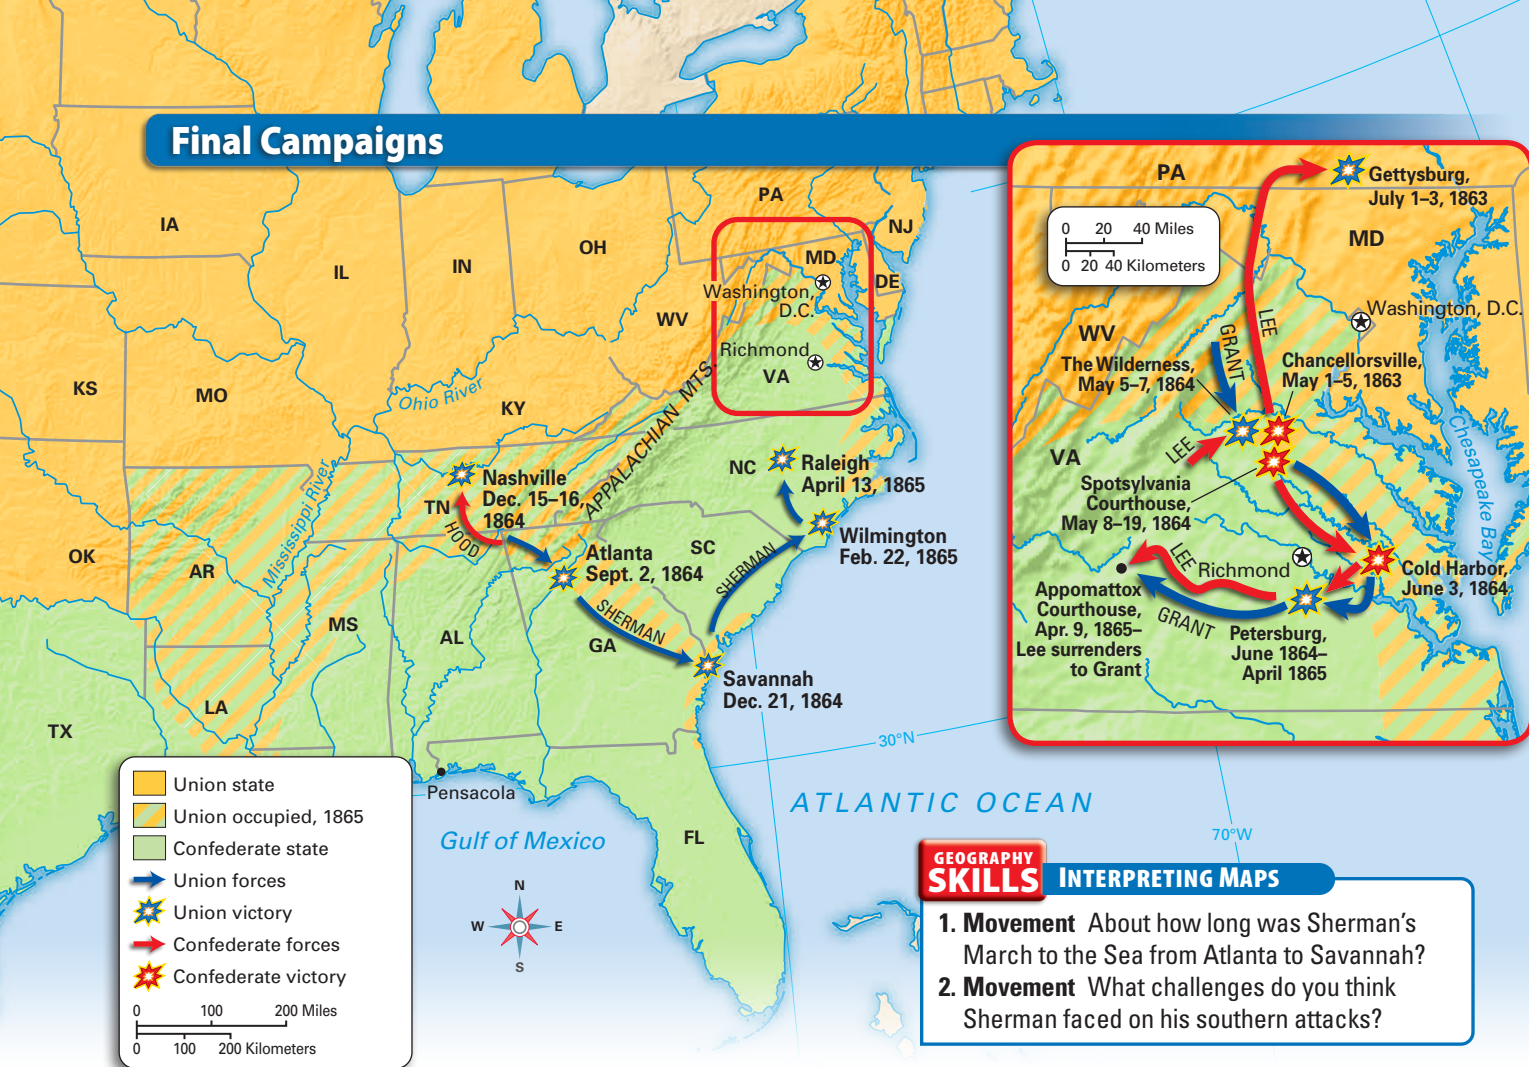 Final Campaigns
IA
IL
IN
OH
PA
NJ
MD
DE
Washington,
D.C.
WV
Richmond
VA
KS
MO
Ohio River
KY
APPALACHIAN MTS.
Mississippi River
Nashville
Dec. 15–16,
1864
TN
HOOD
NC
Raleigh
April 13, 1865
Wilmington
Feb. 22, 1865
OK
AR
Atlanta
Sept. 2, 1864
SC
SHERMAN
SHERMAN
MS
AL
GA
Savannah
Dec. 21, 1864
LA
TX
Pensacola
FL
Gulf of Mexico
ATLANTIC OCEAN
30°N
70°W
N
W
E
S
PA
Gettysburg,
July 1–3, 1863
0 20 40 Miles
0 20 40 Kilometers
MD
Washington, D.C.
WV
GRANT
LEE
The Wilderness,
May 5–7, 1864
Chancellorsville,
May 1–5, 1863
LEE
VA
Chesapeake Bay
Spotsylvania
Courthouse,
May 8–19, 1864
LEE
Richmond
Cold Harbor,
June 3, 1864
Appomattox
Courthouse,
Apr. 9, 1865–
Lee surrenders
to Grant
GRANT
Petersburg,
June 1864–
April 1865
Union state
Union occupied, 1865
Confederate state
Union forces
Union victory
Confederate forces
Confederate victory
0 100 200 Miles
0 100 200 Kilometers
GEOGRAPHY
SKILLS INTERPRETING MAPS
1. Movement About how long was Sherman’s
March to the Sea from Atlanta to Savannah?
2. Movement What challenges do you think
Sherman faced on his southern attacks?